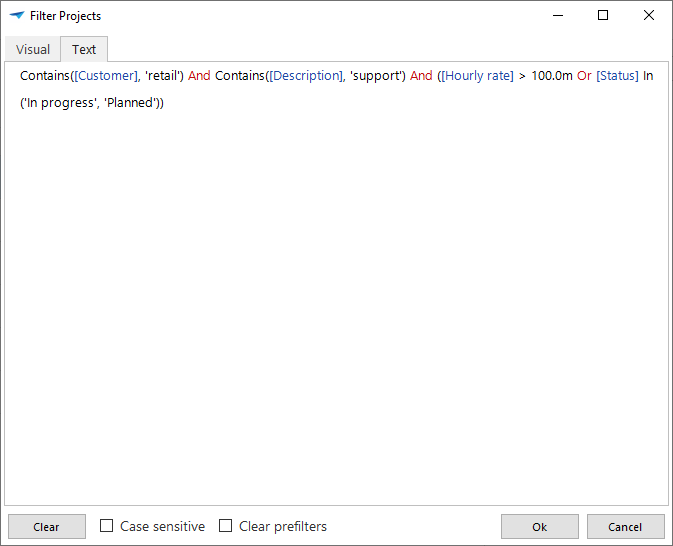 Filter Projects
Visual Text
Contains([Customer], 'retail') And Contains([Description], 'support') And ([Hourly rate] > 100.0m Or [Status] In
('In progress', 'Planned'))
Clear Case sensitive Clear prefilters Ok Cancel